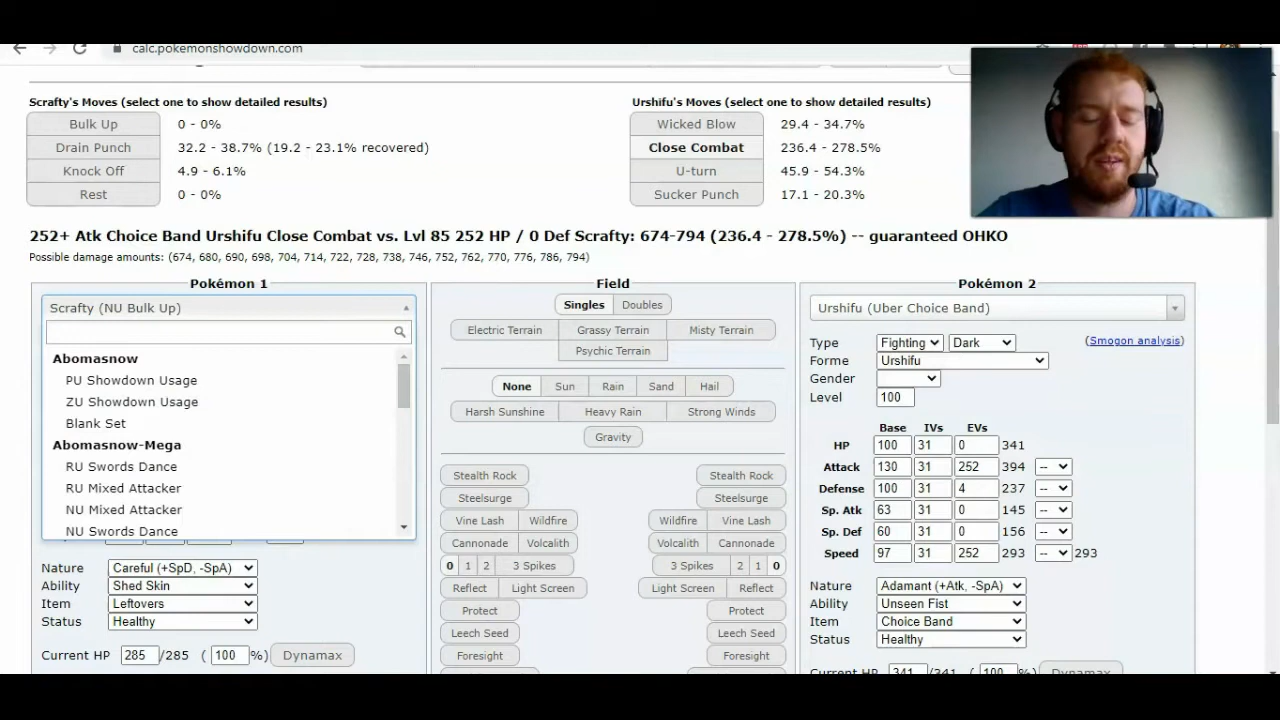 calc.pokemonshowdown.com
Scrafty's Moves (select one to show detailed results)
Bulk Up 0 - 0%
Drain Punch 32.2 - 38.7% (19.2 - 23.1% recovered)
Knock Off 4.9 - 6.1%
Rest 0 - 0%
Urshifu's Moves (select one to show detailed results)
Wicked Blow 29.4 - 34.7%
Close Combat 236.4 - 278.5%
U-turn 45.9 - 54.3%
Sucker Punch 17.1 - 20.3%
252+ Atk Choice Band Urshifu Close Combat vs. Lvl 85 252 HP / 0 Def Scrafty: 674-794 (236.4 - 278.5%) -- guaranteed OHKO
Possible damage amounts: (674, 680, 690, 698, 704, 714, 722, 728, 738, 746, 752, 762, 770, 776, 786, 794)
Pokémon 1
Scrafty (NU Bulk Up)
Abomasnow
PU Showdown Usage
ZU Showdown Usage
Blank Set
Abomasnow-Mega
RU Swords Dance
RU Mixed Attacker
NU Mixed Attacker
NU Swords Dance
Nature Careful (+SpD, -SpA)
Ability Shed Skin
Item Leftovers
Status Healthy
Current HP 285 /285 ( 100 %) Dynamax
Field
Singles Doubles
Electric Terrain Grassy Terrain Misty Terrain
Psychic Terrain
None Sun Rain Sand Hail
Harsh Sunshine Heavy Rain Strong Winds
Gravity
Stealth Rock Stealth Rock
Steelsurge Steelsurge
Vine Lash Wildfire Wildfire Vine Lash
Cannonade Volcalith Volcalith Cannonade
0 1 2 3 Spikes 3 Spikes 2 1 0
Reflect Light Screen Light Screen Reflect
Protect Protect
Leech Seed Leech Seed
Foresight Foresight
Pokémon 2
Urshifu (Uber Choice Band)
Type Fighting Dark (Smogon analysis)
Forme Urshifu
Gender
Level 100
Base IVs EVs
HP 100 31 0 341
Attack 130 31 252 394 --
Defense 100 31 4 237 --
Sp. Atk 63 31 0 145 --
Sp. Def 60 31 0 156 --
Speed 97 31 252 293 -- 293
Nature Adamant (+Atk, -SpA)
Ability Unseen Fist
Item Choice Band
Status Healthy
Current HP 341 /341 ( 100 %) Dynamax